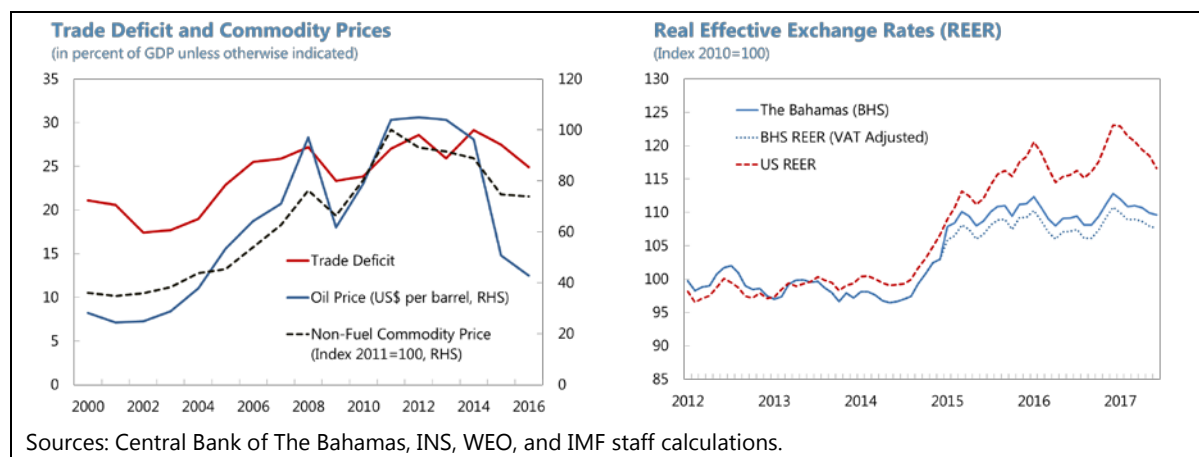 Trade Deficit and Commodity Prices
(in percent of GDP unless otherwise indicated)
35
30
25
20
15
10
5
0
120
100
80
60
40
20
0
Trade Deficit
Oil Price (US$ per barrel, RHS)
Non-Fuel Commodity Price
(Index 2011=100, RHS)
2000 2002 2004 2006 2008 2010 2012 2014 2016
Real Effective Exchange Rates (REER)
(Index 2010=100)
130
125
120
115
110
105
100
95
90
85
The Bahamas (BHS)
BHS REER (VAT Adjusted)
US REER
2012 2013 2014 2015 2016 2017
Sources: Central Bank of The Bahamas, INS, WEO, and IMF staff calculations.